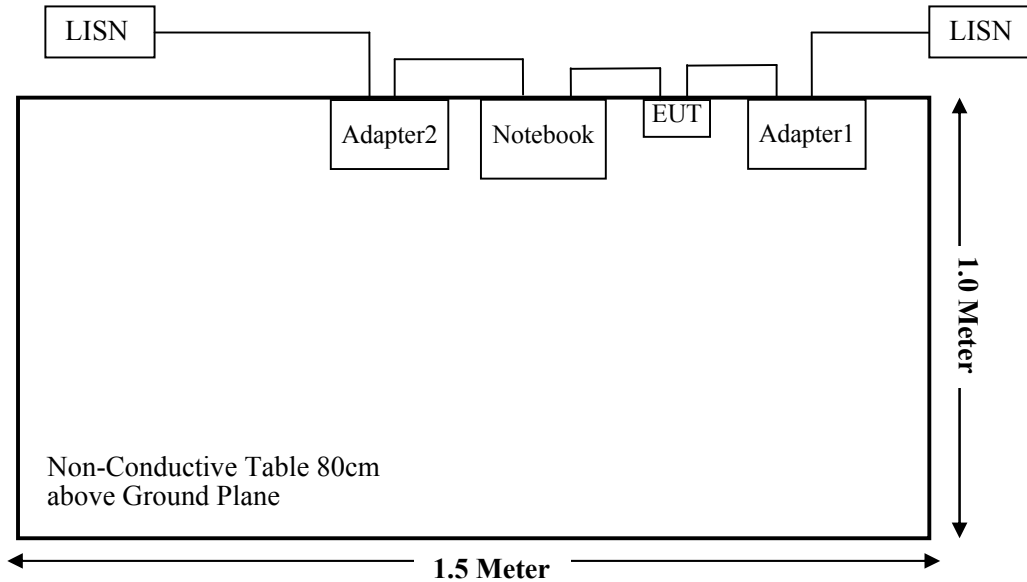 LISN
LISN
Adapter2
Notebook
EUT
Adapter1
1.0 Meter
Non-Conductive Table 80cm
above Ground Plane
1.5 Meter